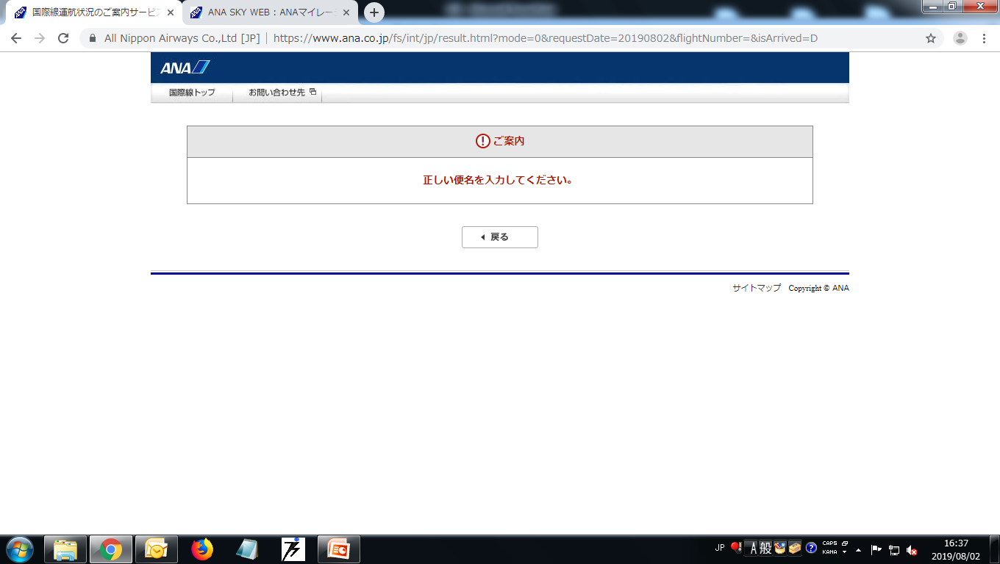 国際線運航状況のご案内サービス
ANA SKY WEB：ANAマイレー
All Nippon Airways Co.,Ltd [JP] | https://www.ana.co.jp/fs/int/jp/result.html?mode=0&requestDate=20190802&flightNumber=&isArrived=D
ANA
国際線トップ
お問い合わせ先
ご案内
正しい便名を入力してください。
戻る
サイトマップ Copyright © ANA
JP
A 般
CAPS
KANA
16:37
2019/08/02